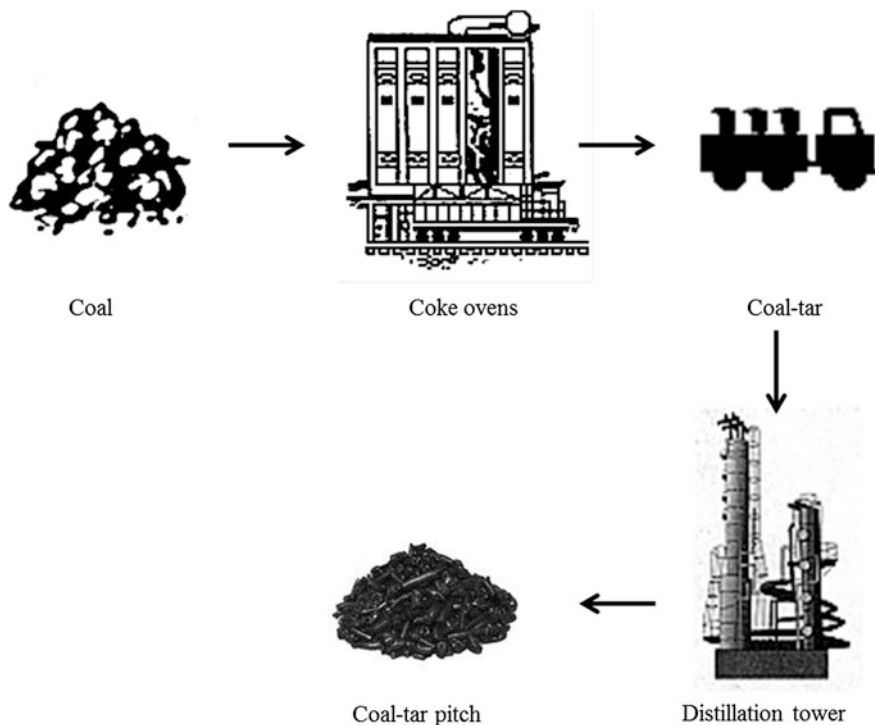 Coal
Coke ovens
Coal-tar
Coal-tar pitch
Distillation tower